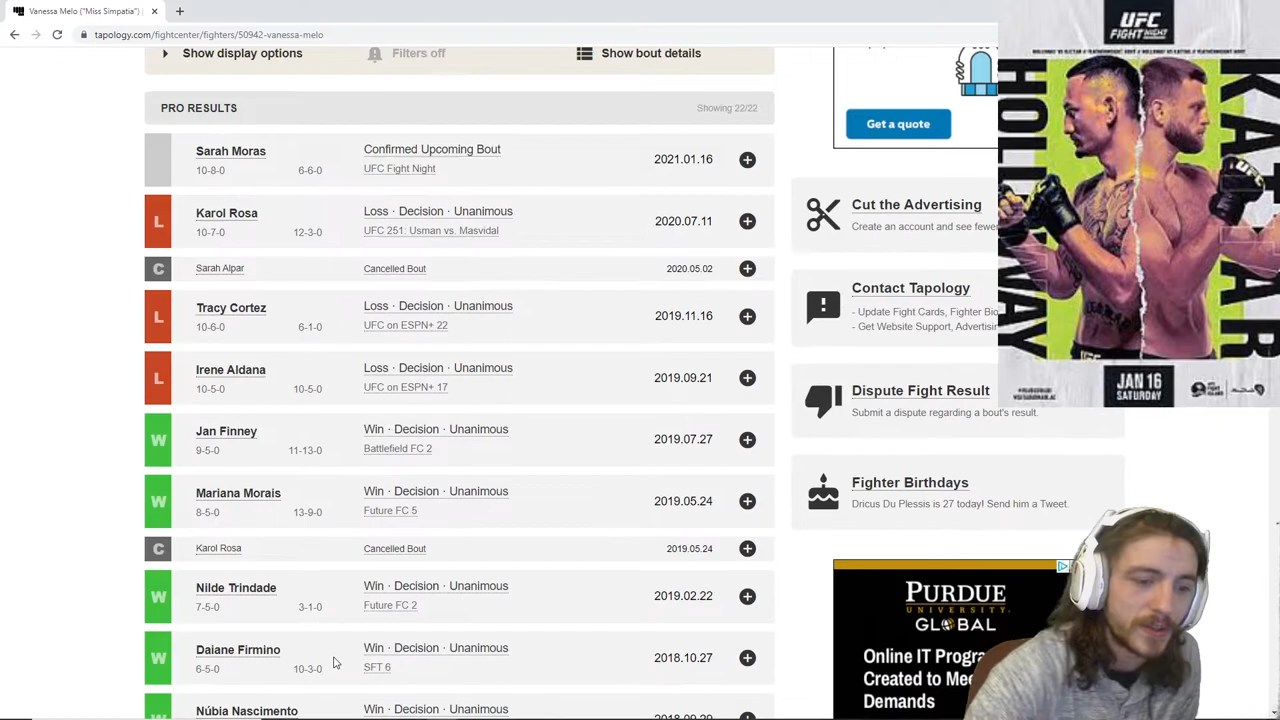 Vanessa Melo ("Miss Simpatia") |
tapology.com/fightcenter/fighters/50942-vanessa-melo
Show display options
Show bout details
PRO RESULTS
Showing 22/22
Sarah Moras
10-8-0
6-6-0
Confirmed Upcoming Bout
UFC Fight Night
2021.01.16
L
Karol Rosa
10-7-0
12-3-0
Loss · Decision · Unanimous
UFC 251: Usman vs. Masvidal
2020.07.11
C
Sarah Alpar
Cancelled Bout
2020.05.02
L
Tracy Cortez
10-6-0
6-1-0
Loss · Decision · Unanimous
UFC on ESPN+ 22
2019.11.16
L
Irene Aldana
10-5-0
10-5-0
Loss · Decision · Unanimous
UFC on ESPN+ 17
2019.09.21
W
Jan Finney
9-5-0
11-13-0
Win · Decision · Unanimous
Battlefield FC 2
2019.07.27
W
Mariana Morais
8-5-0
-9-0
Win · Decision · Unanimous
Future FC 5
2019.05.24
C
Karol Rosa
Cancelled Bout
2019.05.24
W
Nilde Trindade
7-5-0
-1-0
Win · Decision · Unanimous
Future FC 2
2019.02.22
W
Daiane Firmino
6-5-0
10-3-0
Win · Decision · Unanimous
SFT 6
2018.10.27
W
Núbia Nascimento
Win · Decision · Unanimous
2018.09.29
Get a quote
Cut the Advertising
Create an account and see fewer
Contact Tapology
- Update Fight Cards, Fighter Bio
- Get Website Support, Advertisin
Dispute Fight Result
Submit a dispute regarding a bout's result.
Fighter Birthdays
Dricus Du Plessis is 27 today! Send him a Tweet.
PURDUE
UNIVERSITY
GLOBAL
Online IT Progra
Created to Mee
Demands
UFC
FIGHT NIGHT
HOLLOWAY
KATTAR
UFC
JAN 16
SATURDAY